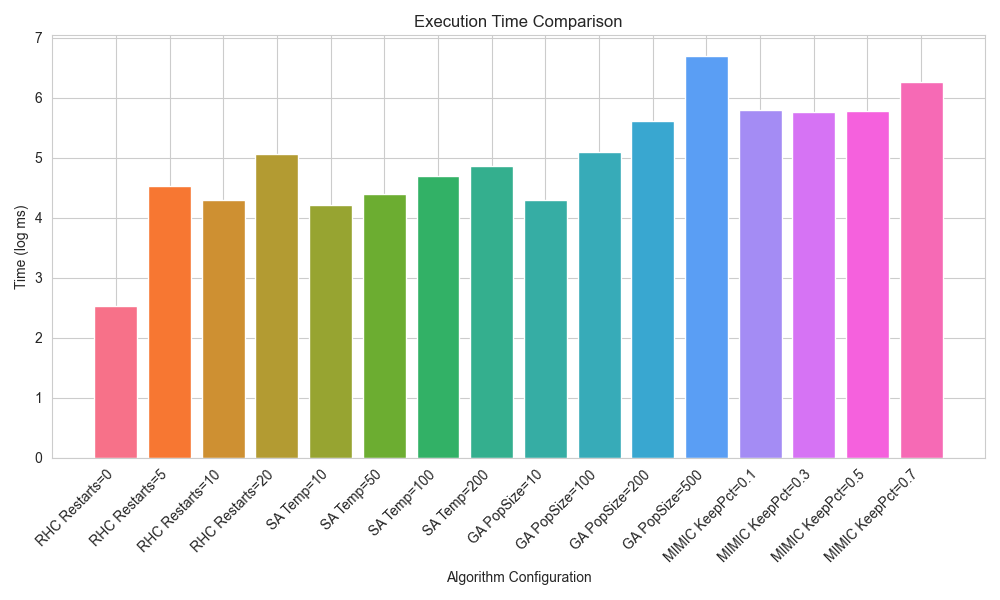 Execution Time Comparison
Time (log ms)
7
6
5
4
3
2
1
0
RHC Restarts=0
RHC Restarts=5
RHC Restarts=10
RHC Restarts=20
SA Temp=10
SA Temp=50
SA Temp=100
SA Temp=200
GA PopSize=10
GA PopSize=100
GA PopSize=200
GA PopSize=500
MIMIC KeepPct=0.1
MIMIC KeepPct=0.3
MIMIC KeepPct=0.5
MIMIC KeepPct=0.7
Algorithm Configuration